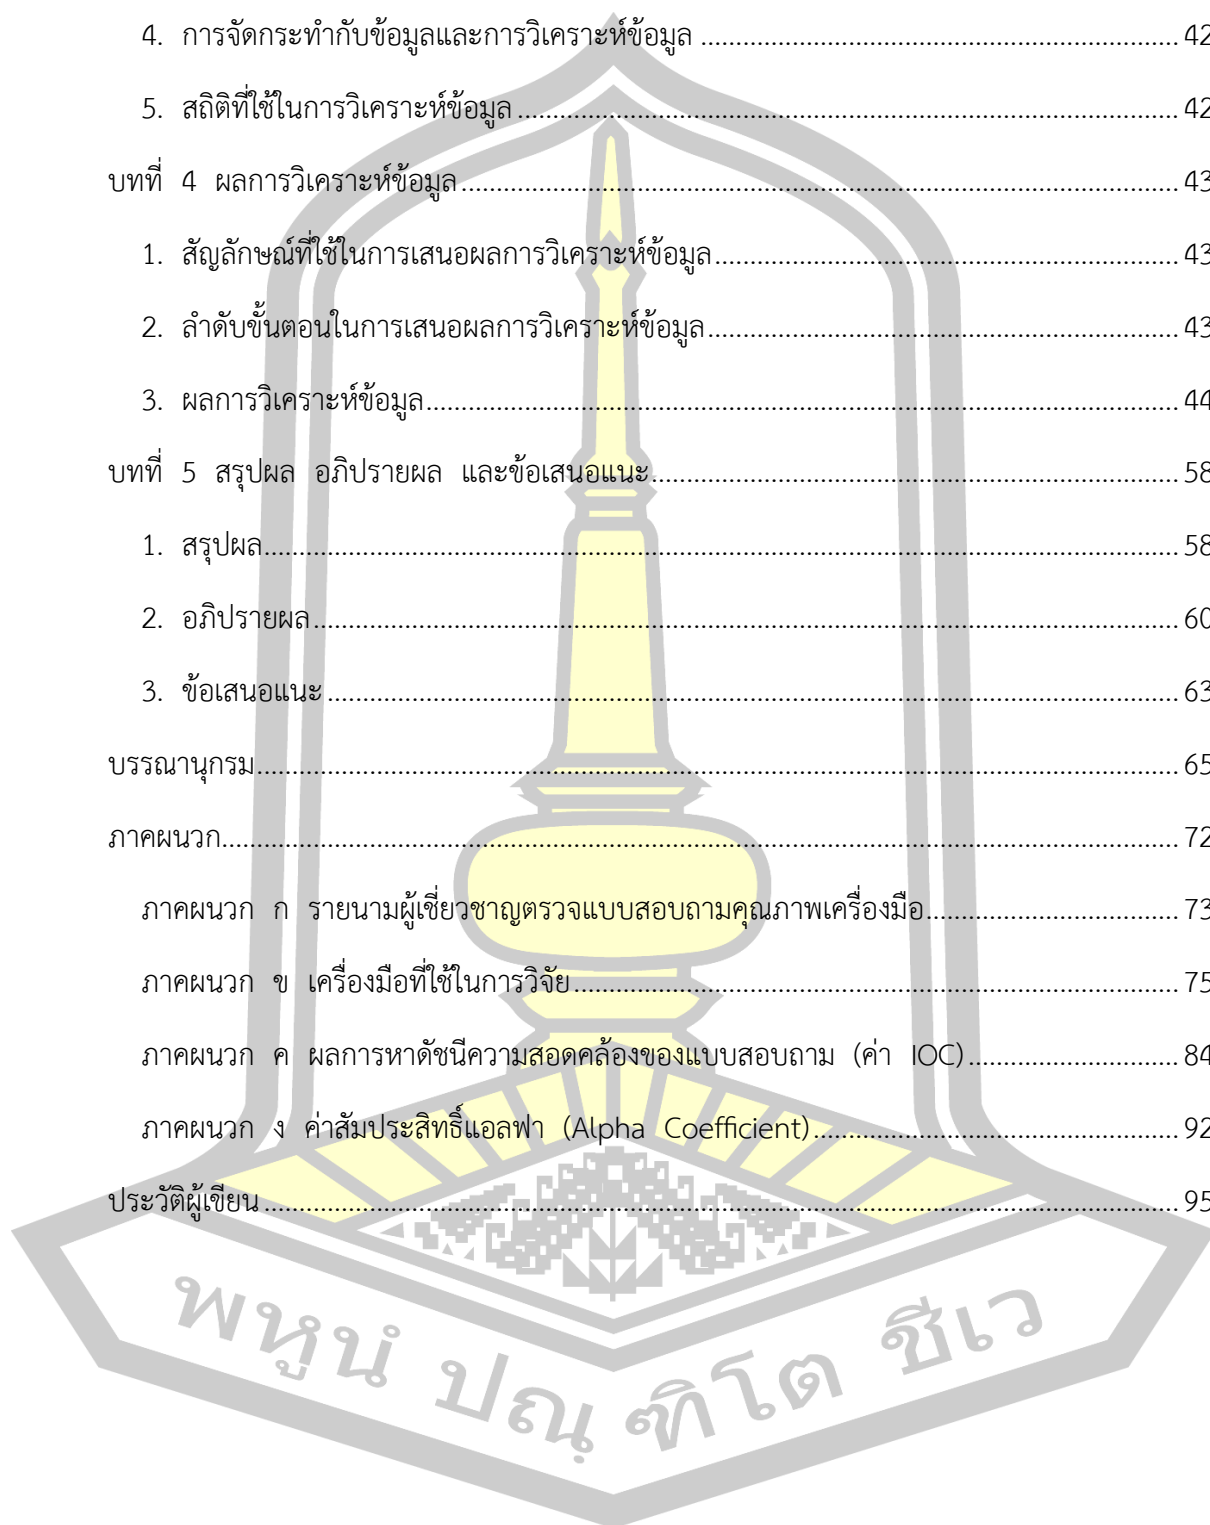 4. การจัดกระทำกับข้อมูลและการวิเคราะห์ข้อมูล ........................................................................ 42
5. สถิติที่ใช้ในการวิเคราะห์ข้อมูล ........................................................................ 42
บทที่ 4 ผลการวิเคราะห์ข้อมูล ........................................................................ 43
1. สัญลักษณ์ที่ใช้ในการเสนอผลการวิเคราะห์ข้อมูล ........................................................................ 43
2. ลำดับขั้นตอนในการเสนอผลการวิเคราะห์ข้อมูล ........................................................................ 43
3. ผลการวิเคราะห์ข้อมูล ........................................................................ 44
บทที่ 5 สรุปผล อภิปรายผล และข้อเสนอแนะ ........................................................................ 58
1. สรุปผล ........................................................................ 58
2. อภิปรายผล ........................................................................ 60
3. ข้อเสนอแนะ ........................................................................ 63
บรรณานุกรม ........................................................................ 65
ภาคผนวก ........................................................................ 72
ภาคผนวก ก รายนามผู้เชี่ยวชาญตรวจแบบสอบถามคุณภาพเครื่องมือ ........................................................................ 73
ภาคผนวก ข เครื่องมือที่ใช้ในการวิจัย ........................................................................ 75
ภาคผนวก ค ผลการหาดัชนีความสอดคล้องของแบบสอบถาม (ค่า IOC) ........................................................................ 84
ภาคผนวก ง ค่าสัมประสิทธิ์แอลฟา (Alpha Coefficient) ........................................................................ 92
ประวัติผู้เขียน ........................................................................ 95
พหูนํ ปณฺฑิโต ชีเว